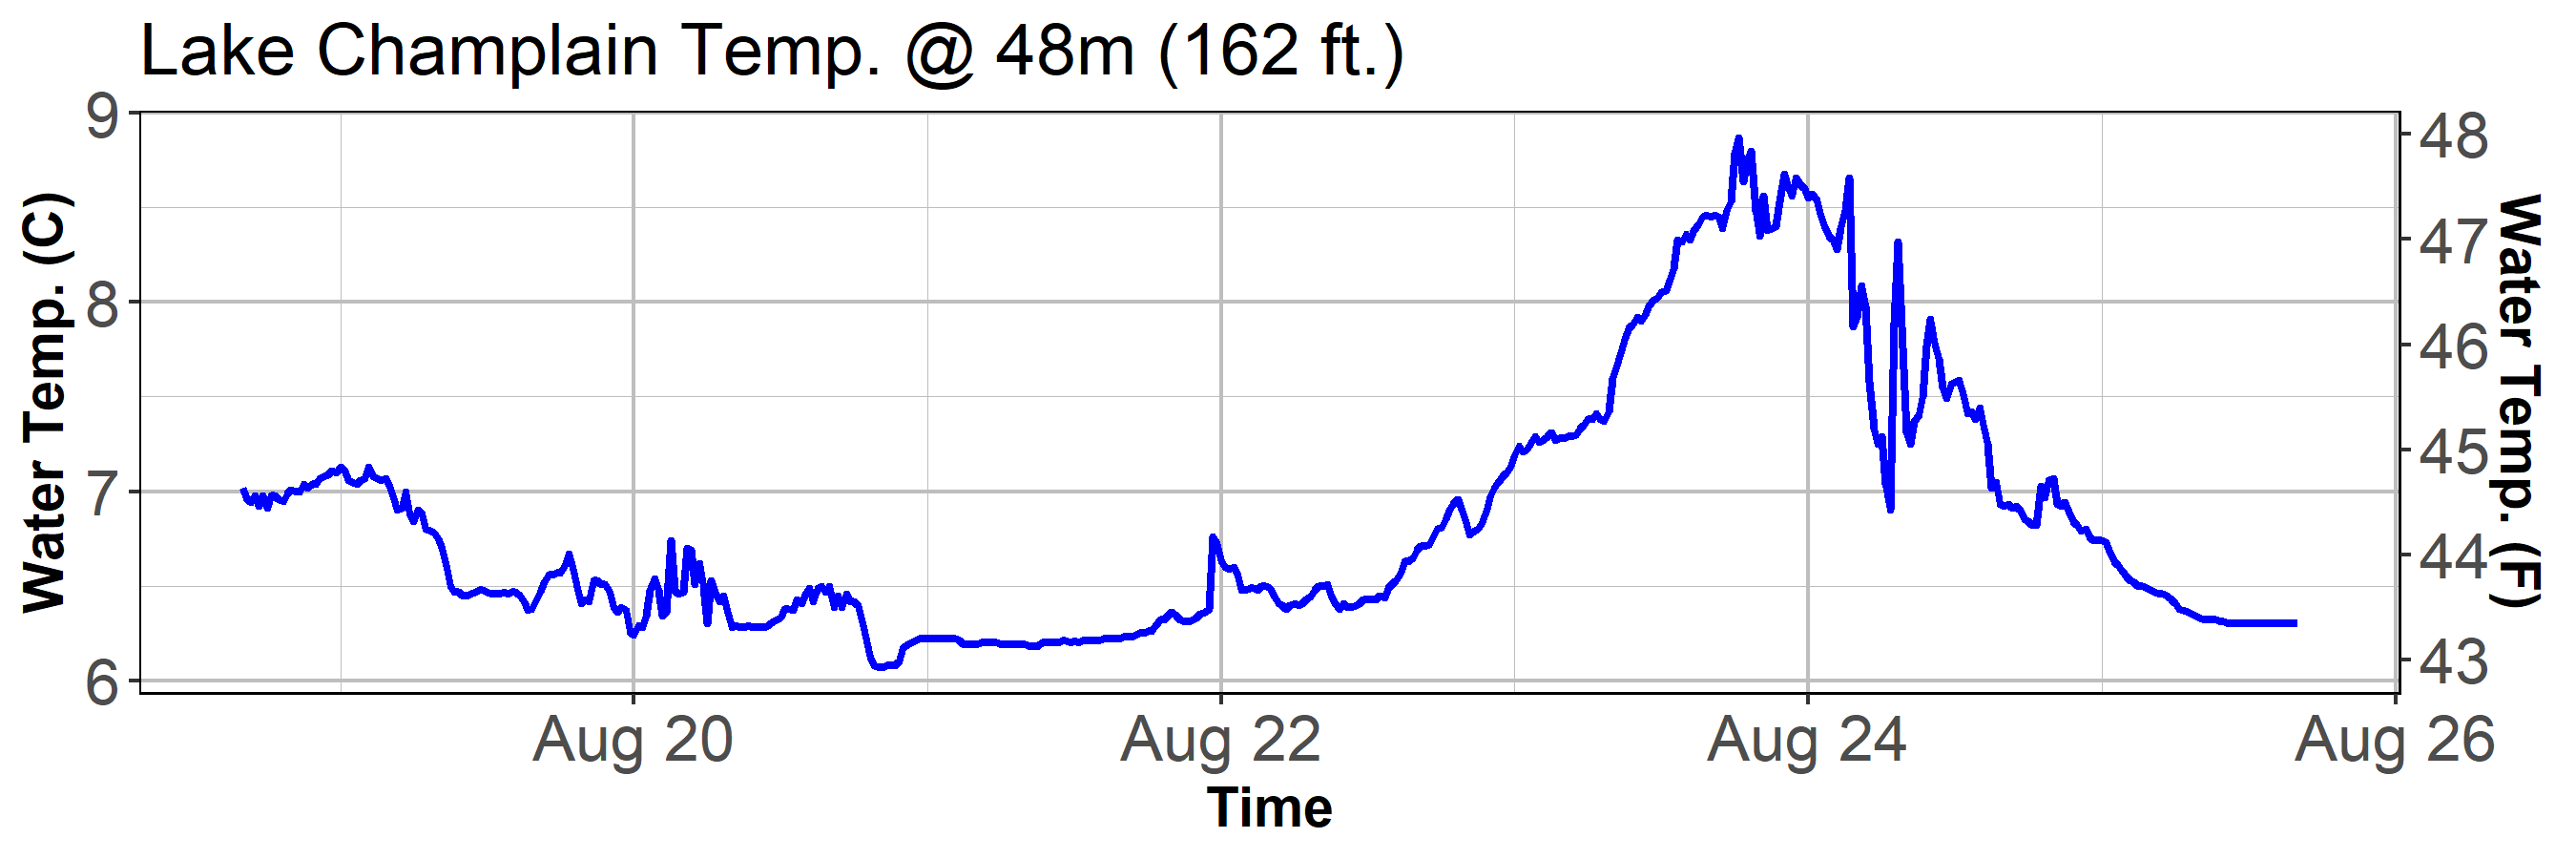 Lake Champlain Temp. @ 48m (162 ft.)
Water Temp. (C)
9
8
7
6
48
47
46
45
44
43
Water Temp. (F)
Aug 20 Aug 22 Aug 24 Aug 26
Time